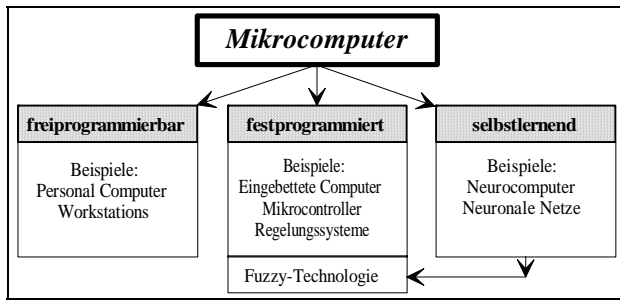 Mikrocomputer
freiprogrammierbar
Beispiele:
Personal Computer
Workstations
festprogrammiert
Beispiele:
Eingebettete Computer
Mikrocontroller
Regelungssysteme
Fuzzy-Technologie
selbstlernend
Beispiele:
Neurocomputer
Neuronale Netze